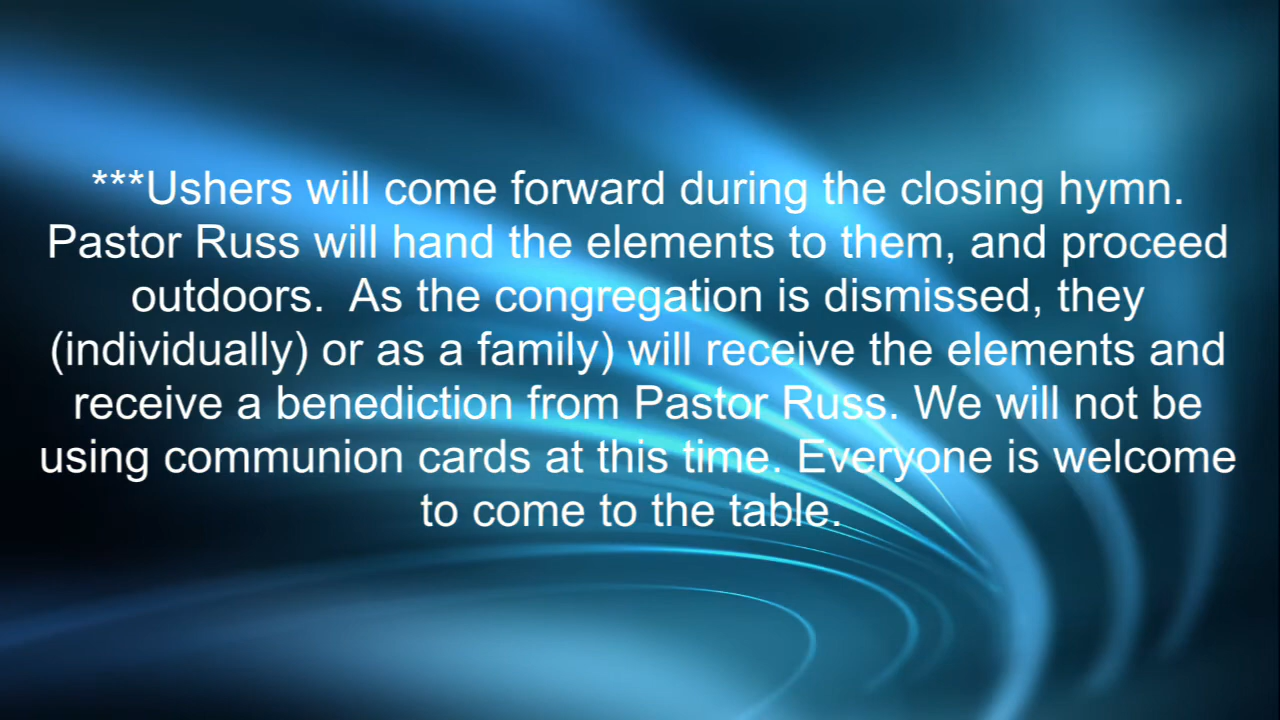 ***Ushers will come forward during the closing hymn.
Pastor Russ will hand the elements to them, and proceed
outdoors.  As the congregation is dismissed, they
(individually) or as a family) will receive the elements and
receive a benediction from Pastor Russ. We will not be
using communion cards at this time. Everyone is welcome
to come to the table.